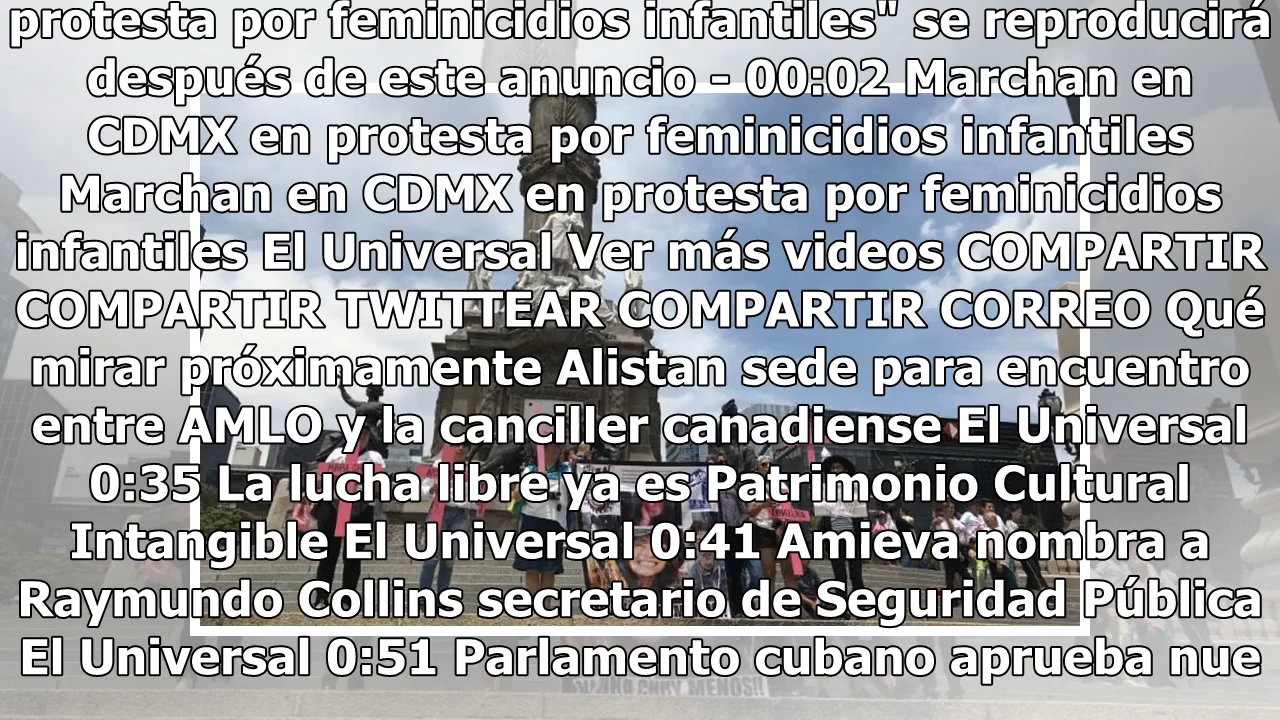 protesta por feminicidios infantiles" se reproducirá
después de este anuncio - 00:02 Marchan en
CDMX en protesta por feminicidios infantiles
Marchan en CDMX en protesta por feminicidios
infantiles El Universal Ver más videos COMPARTIR
COMPARTIR TWITTEAR COMPARTIR CORREO Qué
mirar próximamente Alistan sede para encuentro
entre AMLO y la canciller canadiense El Universal
0:35 La lucha libre ya es Patrimonio Cultural
Intangible El Universal 0:41 Amieva nombra a
Raymundo Collins secretario de Seguridad Pública
El Universal 0:51 Parlamento cubano aprueba nue
MENOS!!